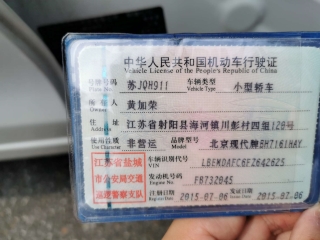 中华人民共和国机动车行驶证
Vehicle License of the People's Republic of China
号牌号码 Plate No. 苏JQH911 车辆类型 Vehicle Type 小型轿车
所有人 Owner 黄加荣
住址 Address 江苏省射阳县海河镇川彭村四组120号
使用性质 Use Character 非营运 品牌型号 Model 北京现代牌BH7161HAY
江苏省盐城
市公安局交通
巡逻警察支队
车辆识别代号 VIN LBEMDAFC6FZ642625
发动机号码 Engine No. FB732045
注册日期 Register Date 2015-07-06 发证日期 Issue Date 2015-07-06